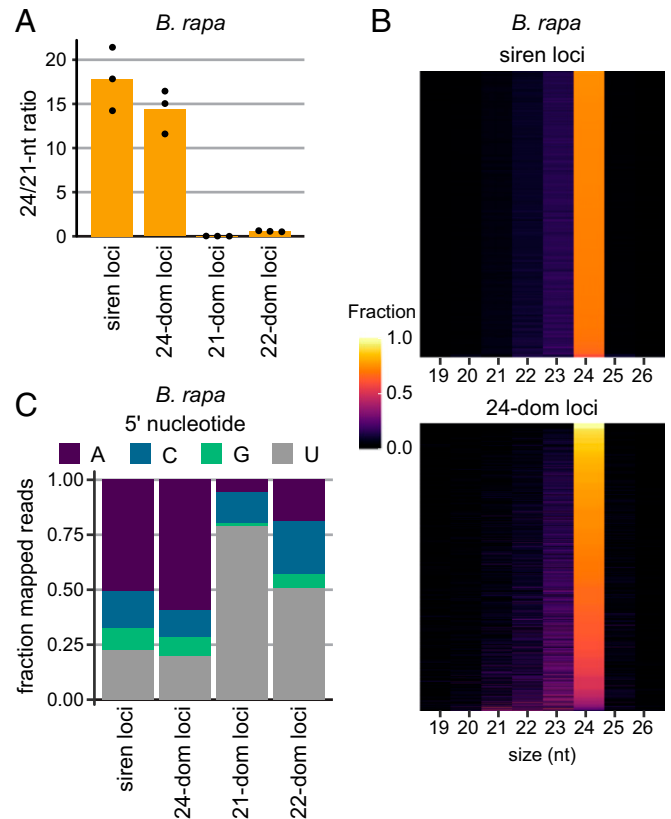 A
B. rapa
24/21-nt ratio
20
15
10
5
0
siren loci
24-dom loci
21-dom loci
22-dom loci
B
B. rapa
siren loci
19 20 21 22 23 24 25 26
Fraction
1.0
0.5
0.0
24-dom loci
19 20 21 22 23 24 25 26
size (nt)
C
B. rapa
5' nucleotide
A C G U
fraction mapped reads
1.00
0.75
0.50
0.25
0.00
siren loci
24-dom loci
21-dom loci
22-dom loci